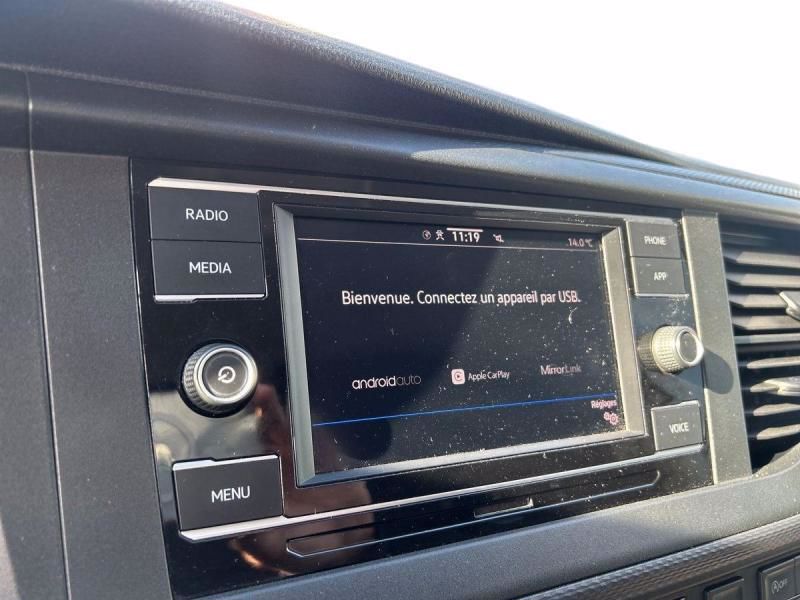 RADIO
MEDIA
MENU
11:19
14.0 °C
Bienvenue. Connectez un appareil par USB.
androidauto
Apple CarPlay
MirrorLink
Réglages
PHONE
APP
VOICE
OFF